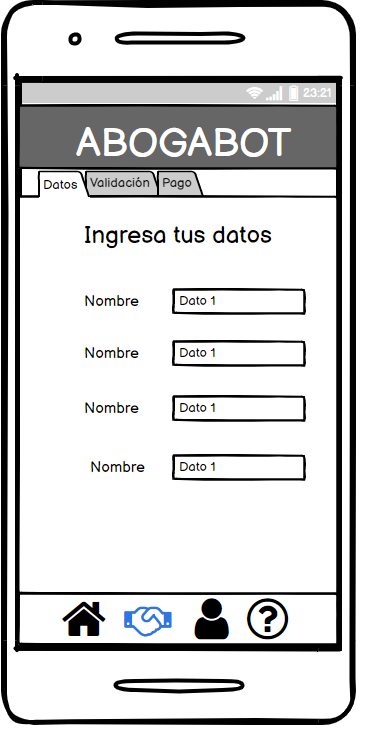 23:21
ABOGABOT
Datos Validación Pago
Ingresa tus datos
Nombre Dato 1
Nombre Dato 1
Nombre Dato 1
Nombre Dato 1
?